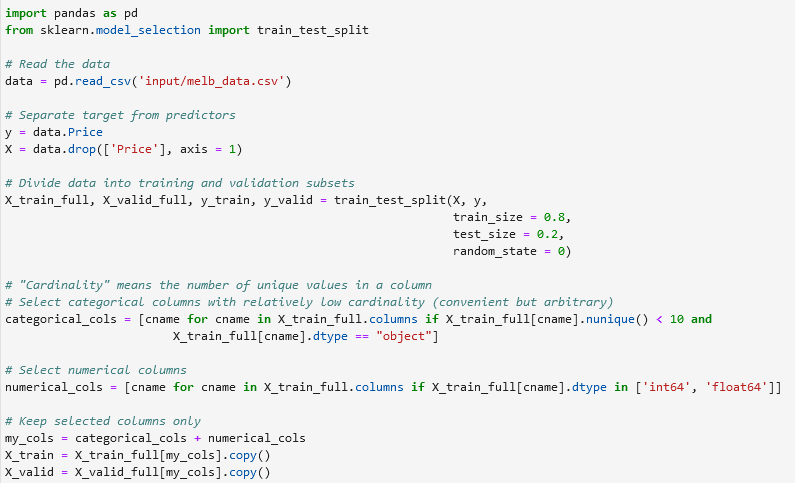 import pandas as pd
from sklearn.model_selection import train_test_split
# Read the data
data = pd.read_csv('input/melb_data.csv')
# Separate target from predictors
y = data.Price
X = data.drop(['Price'], axis = 1)
# Divide data into training and validation subsets
X_train_full, X_valid_full, y_train, y_valid = train_test_split(X, y,
train_size = 0.8,
test_size = 0.2,
random_state = 0)
# "Cardinality" means the number of unique values in a column
# Select categorical columns with relatively low cardinality (convenient but arbitrary)
categorical_cols = [cname for cname in X_train_full.columns if X_train_full[cname].nunique() < 10 and
X_train_full[cname].dtype == "object"]
# Select numerical columns
numerical_cols = [cname for cname in X_train_full.columns if X_train_full[cname].dtype in ['int64', 'float64']]
# Keep selected columns only
my_cols = categorical_cols + numerical_cols
X_train = X_train_full[my_cols].copy()
X_valid = X_valid_full[my_cols].copy()